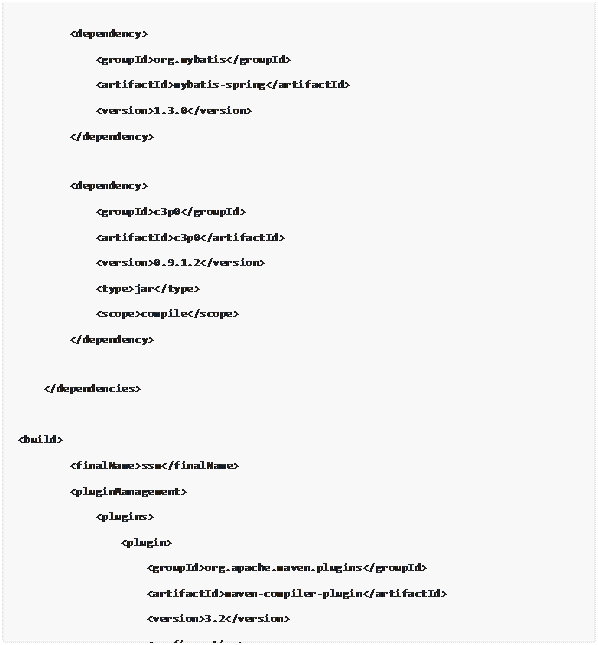 <dependency>
<groupId>org.mybatis</groupId>
<artifactId>mybatis-spring</artifactId>
<version>1.3.0</version>
</dependency>
<dependency>
<groupId>c3p0</groupId>
<artifactId>c3p0</artifactId>
<version>0.9.1.2</version>
<type>jar</type>
<scope>compile</scope>
</dependency>
</dependencies>
<build>
<finalName>ssm</finalName>
<pluginManagement>
<plugins>
<plugin>
<groupId>org.apache.maven.plugins</groupId>
<artifactId>maven-compiler-plugin</artifactId>
<version>3.2</version>